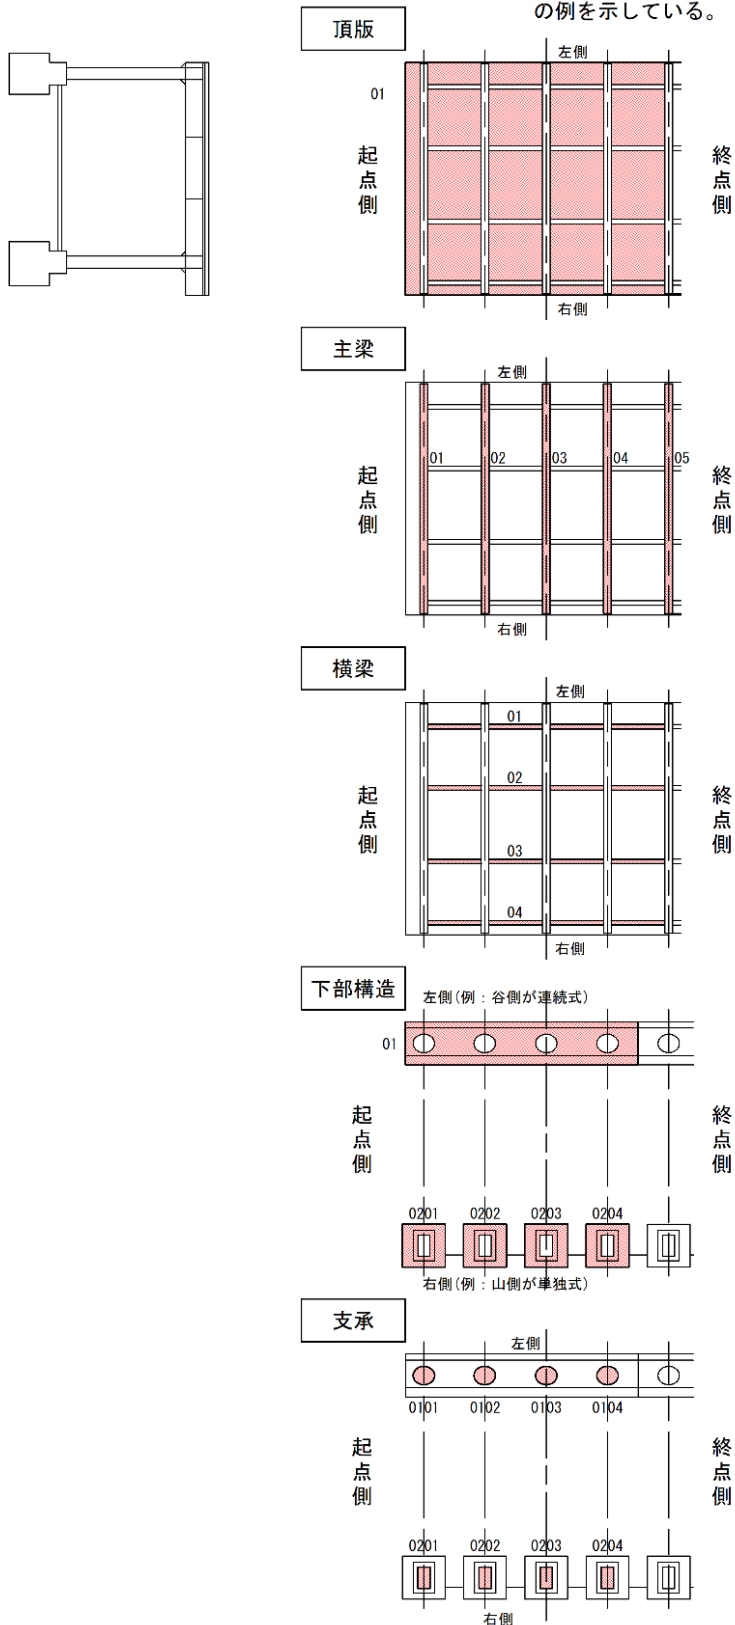 の例を示している。
頂版
左側
01
起点側
終点側
右側
主梁
左側
01
02
03
04
05
起点側
終点側
右側
横梁
左側
01
02
起点側
終点側
03
04
右側
下部構造
左側(例：谷側が連続式)
01
起点側
終点側
0201
0202
0203
0204
右側(例：山側が単独式)
支承
左側
0101
0102
0103
0104
起点側
終点側
0201
0202
0203
0204
右側